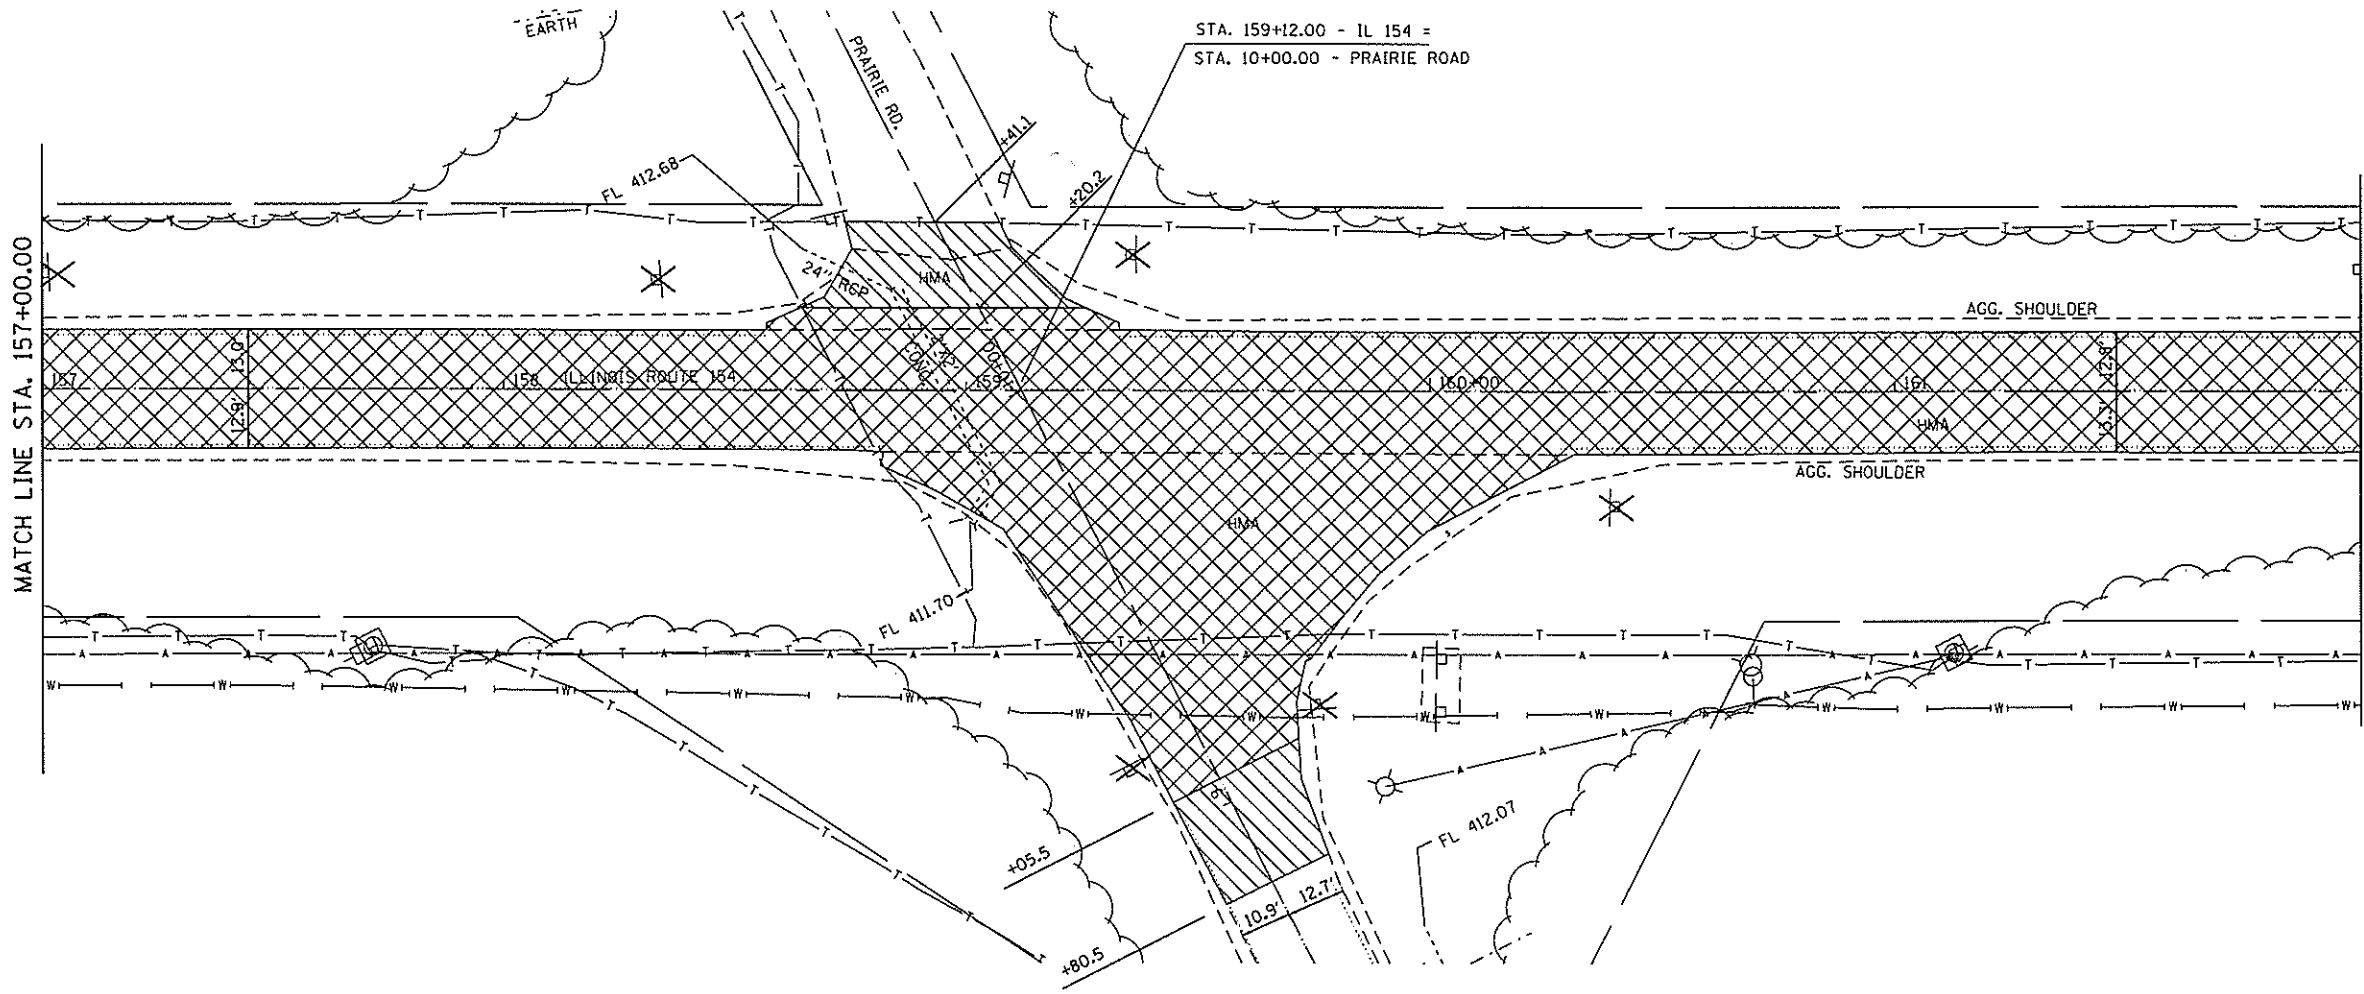 EARTH
STA. 159+12.00 - IL 154 =
STA. 10+00.00 - PRAIRIE ROAD
PRAIRIE RD.
+41.1
+20.2
FL 412.68
24" RCP
HMA
AGG. SHOULDER
MATCH LINE STA. 157+00.00
13.0'
12.9'
12.8'
157
158
ILLINOIS ROUTE 154
CONC.
159
160+00
161
HMA
AGG. SHOULDER
HMA
FL 411.70
+05.5
FL 412.07
10.9'
12.7'
+80.5